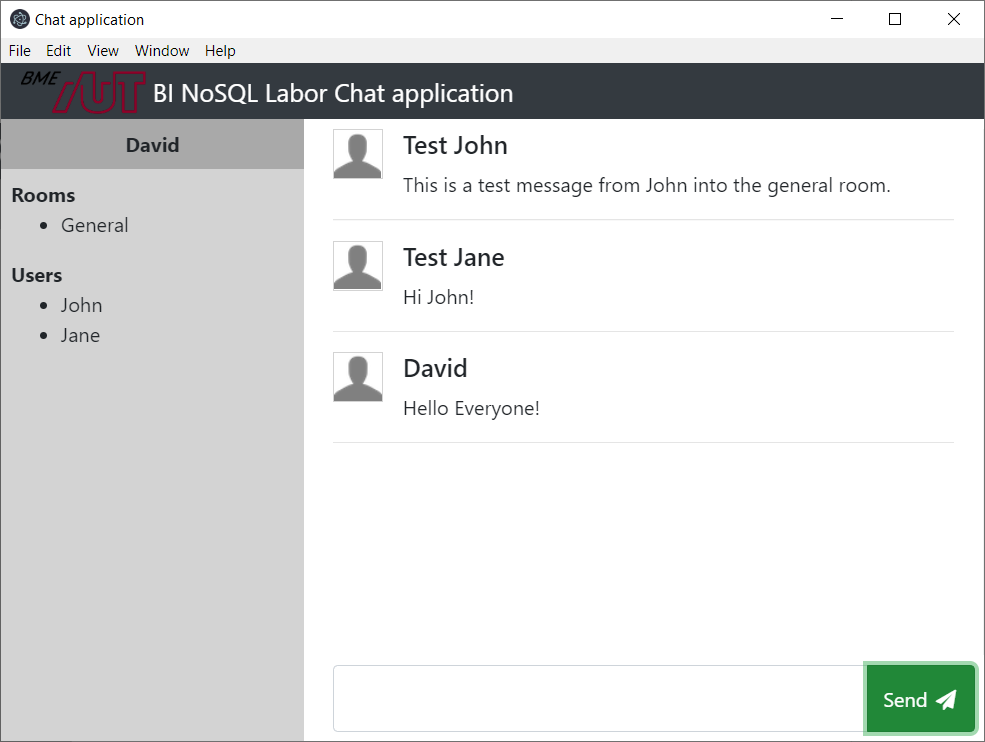 Chat application
File Edit View Window Help
BME AUT BI NoSQL Labor Chat application
David
Rooms
General
Users
John
Jane
Test John
This is a test message from John into the general room.
Test Jane
Hi John!
David
Hello Everyone!
Send